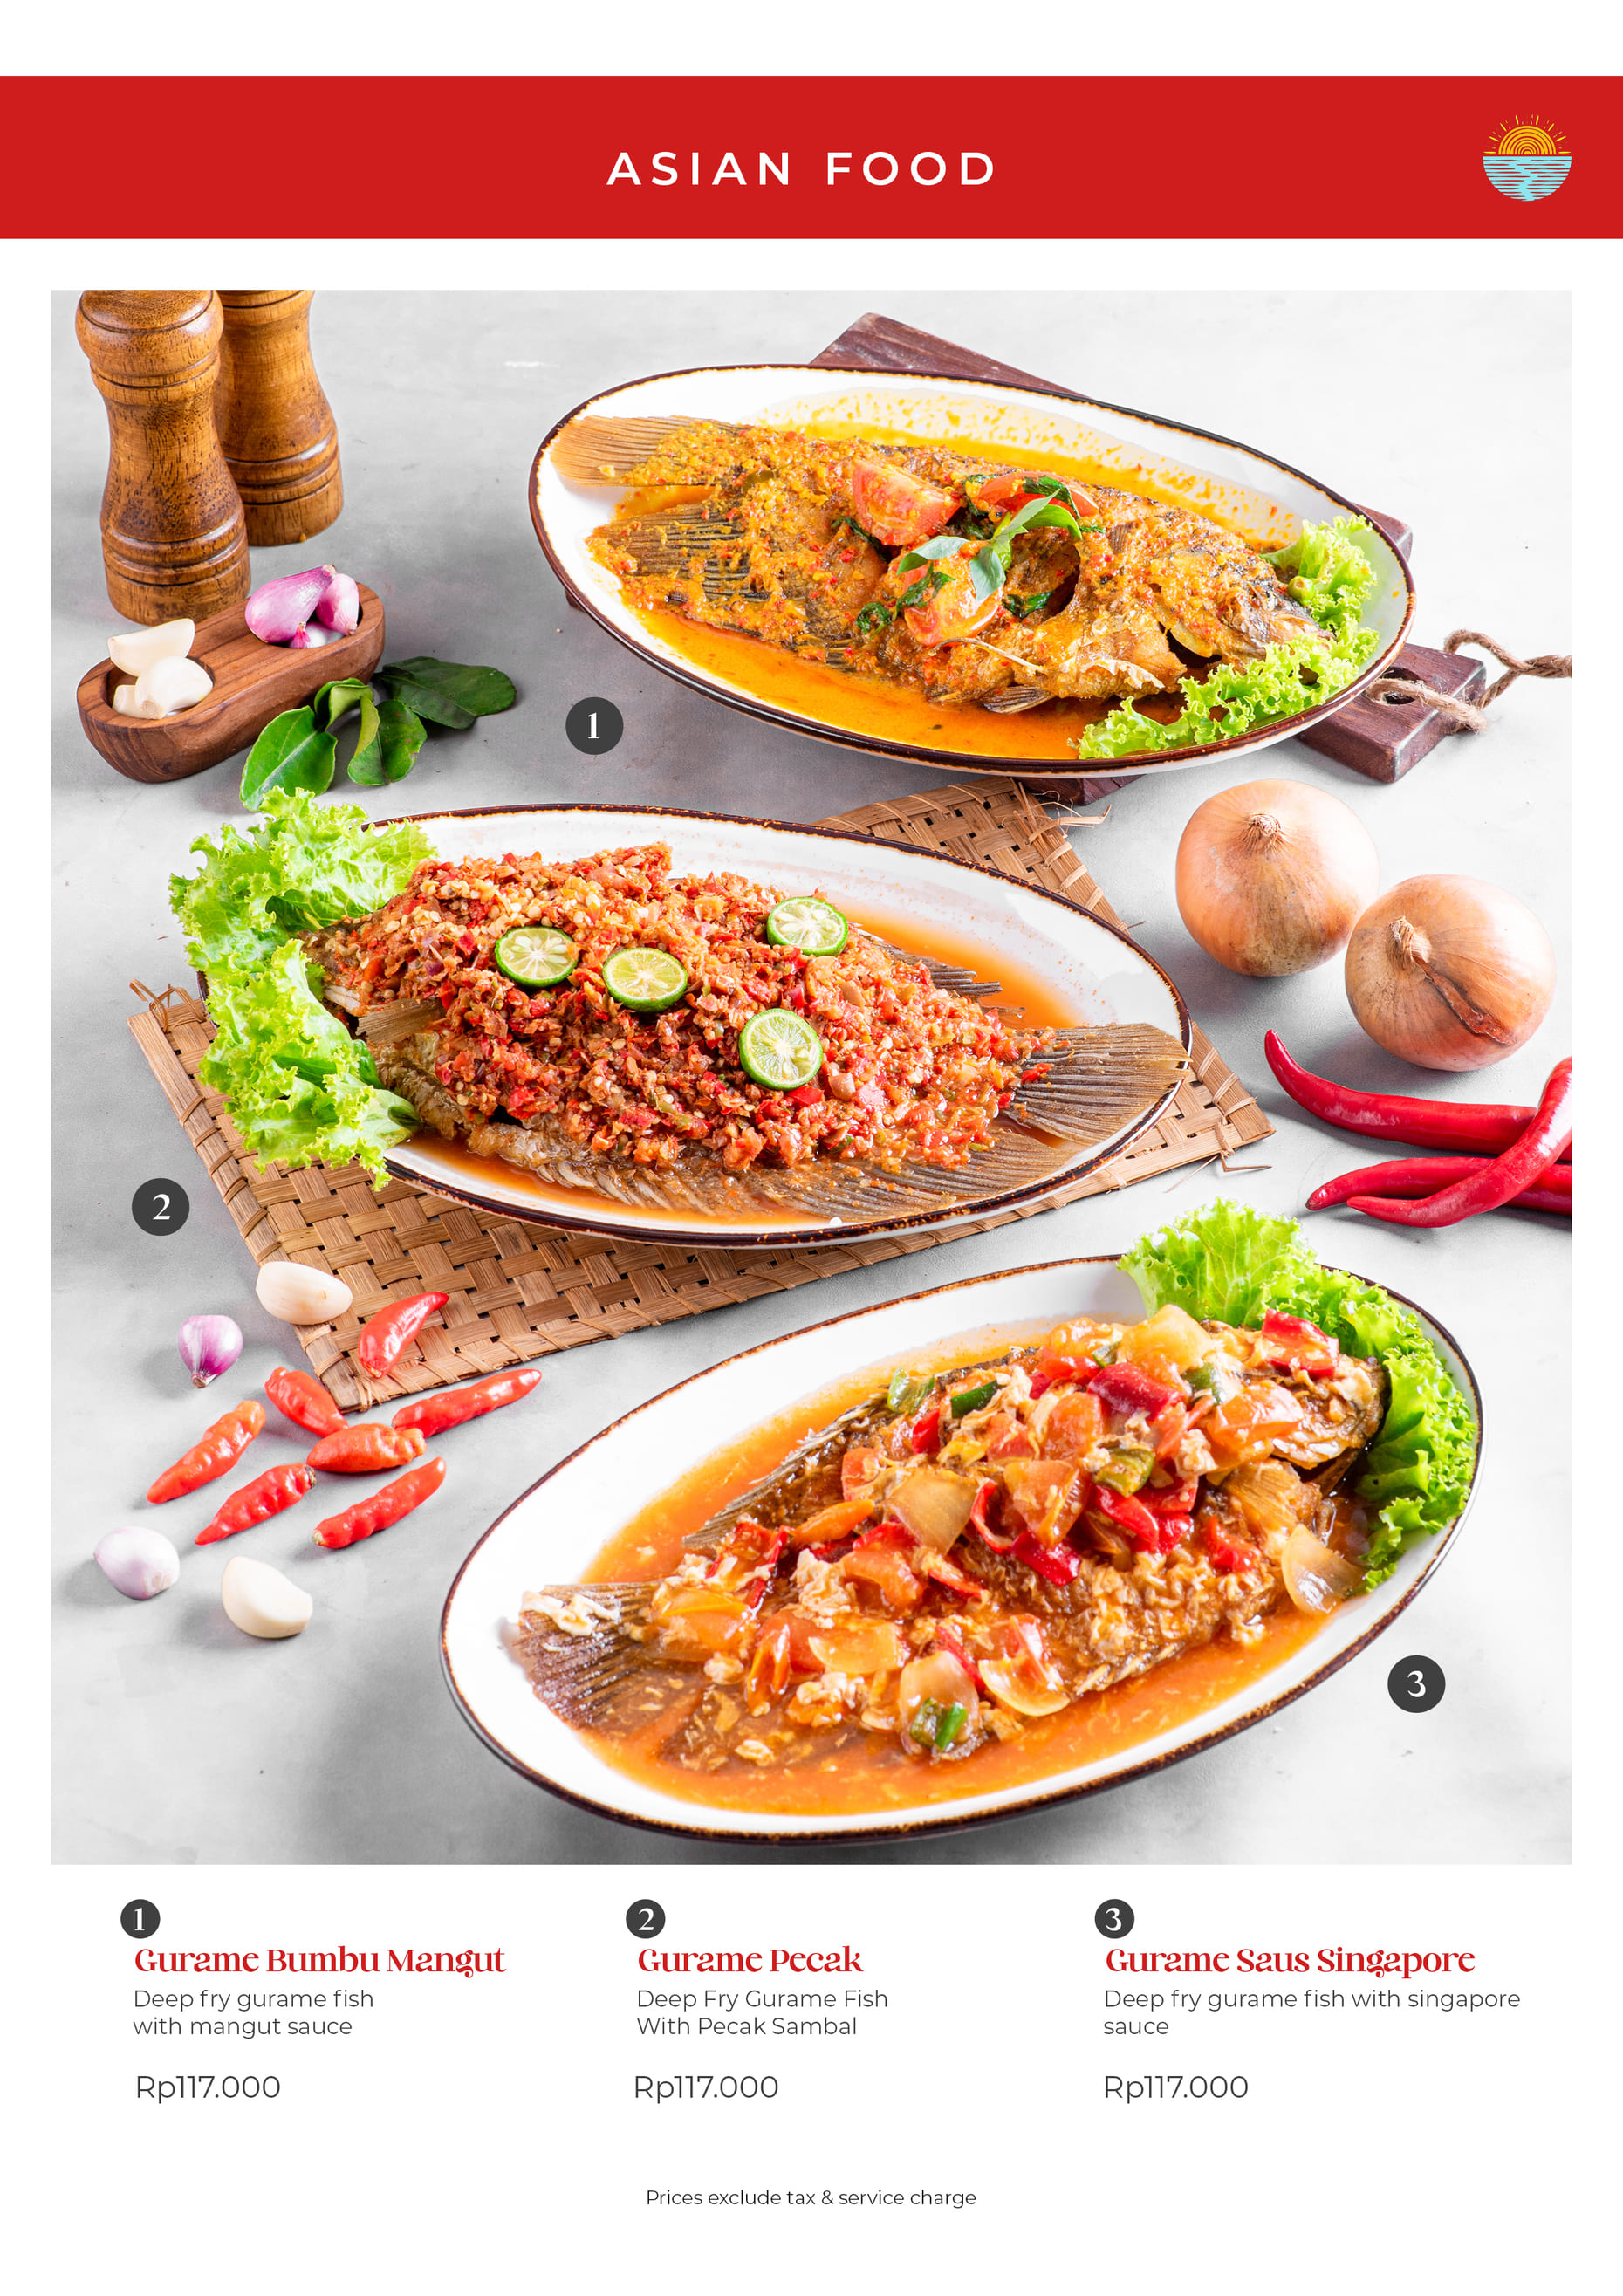 ASIAN FOOD
1
2
3
1
Gurame Bumbu Mangut
Deep fry gurame fish
with mangut sauce
Rp117.000
2
Gurame Pecak
Deep Fry Gurame Fish
With Pecak Sambal
Rp117.000
3
Gurame Saus Singapore
Deep fry gurame fish with singapore
sauce
Rp117.000
Prices exclude tax & service charge